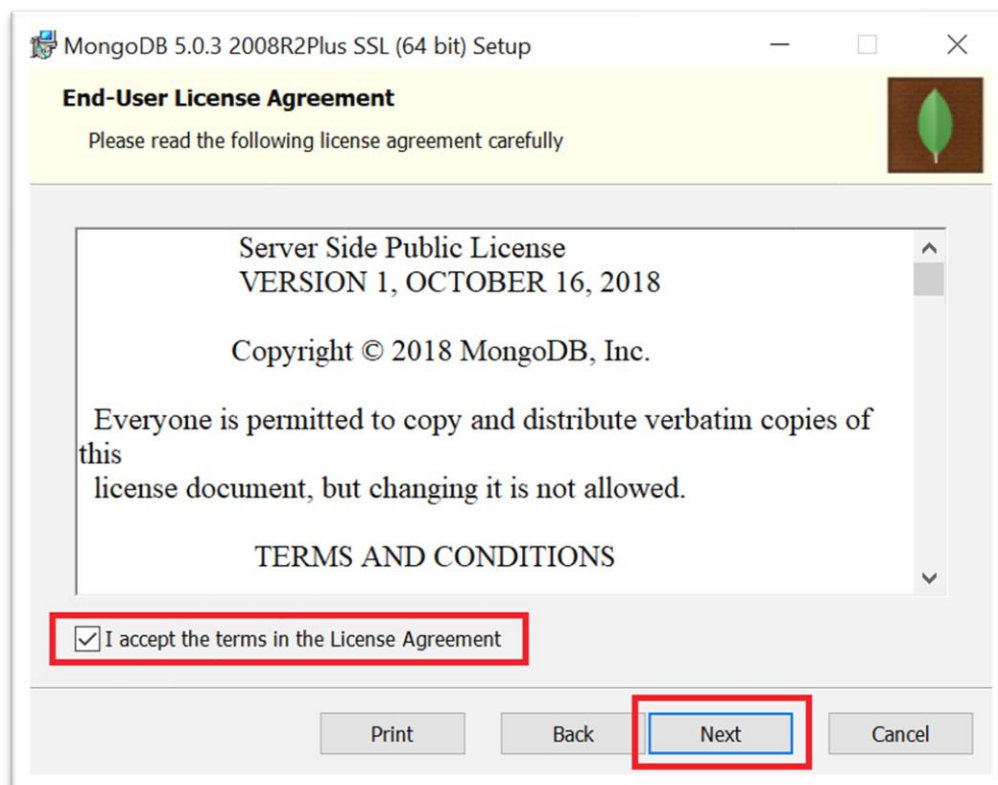 MongoDB 5.0.3 2008R2Plus SSL (64 bit) Setup
End-User License Agreement
Please read the following license agreement carefully
Server Side Public License
VERSION 1, OCTOBER 16, 2018
Copyright © 2018 MongoDB, Inc.
Everyone is permitted to copy and distribute verbatim copies of
this
license document, but changing it is not allowed.
TERMS AND CONDITIONS
I accept the terms in the License Agreement
Print Back Next Cancel